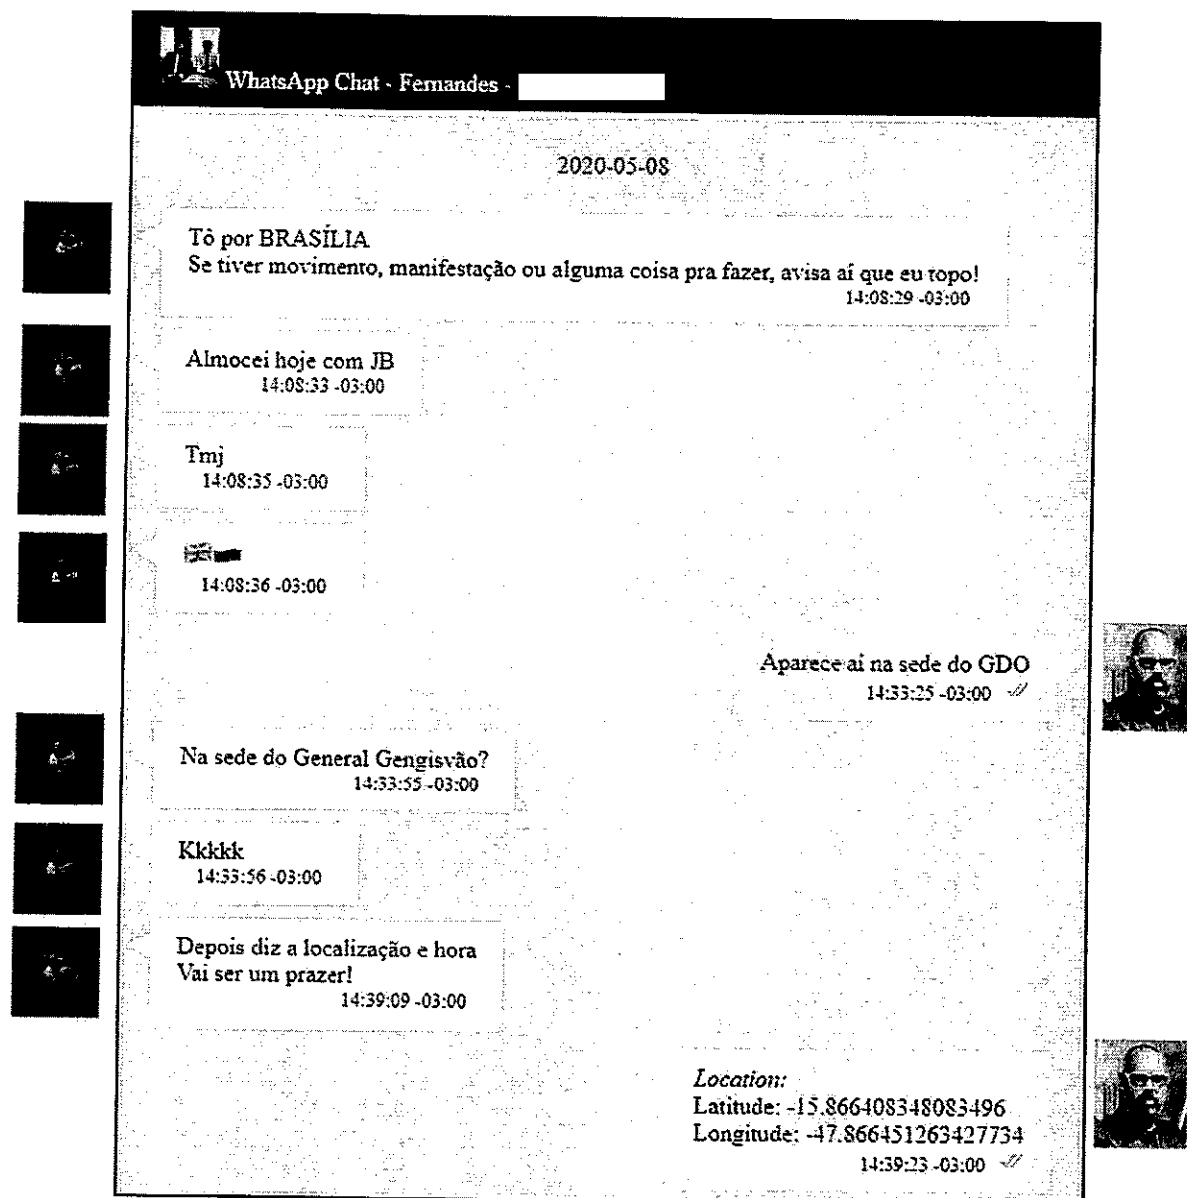 WhatsApp Chat - Fernandes -
2020-05-08
Tô por BRASÍLIA
Se tiver movimento, manifestação ou alguma coisa pra fazer, avisa aí que eu topo!
14:08:29 -03:00
Almocei hoje com JB
14:08:33 -03:00
Tmj
14:08:35 -03:00
14:08:36 -03:00
Aparece aí na sede do GDO
14:33:25 -03:00
Na sede do General Gengisvão?
14:33:55 -03:00
Kkkkk
14:33:56 -03:00
Depois diz a localização e hora
Vai ser um prazer!
14:39:09 -03:00
Location:
Latitude: -15.866408348083496
Longitude: -47.866451263427734
14:39:23 -03:00